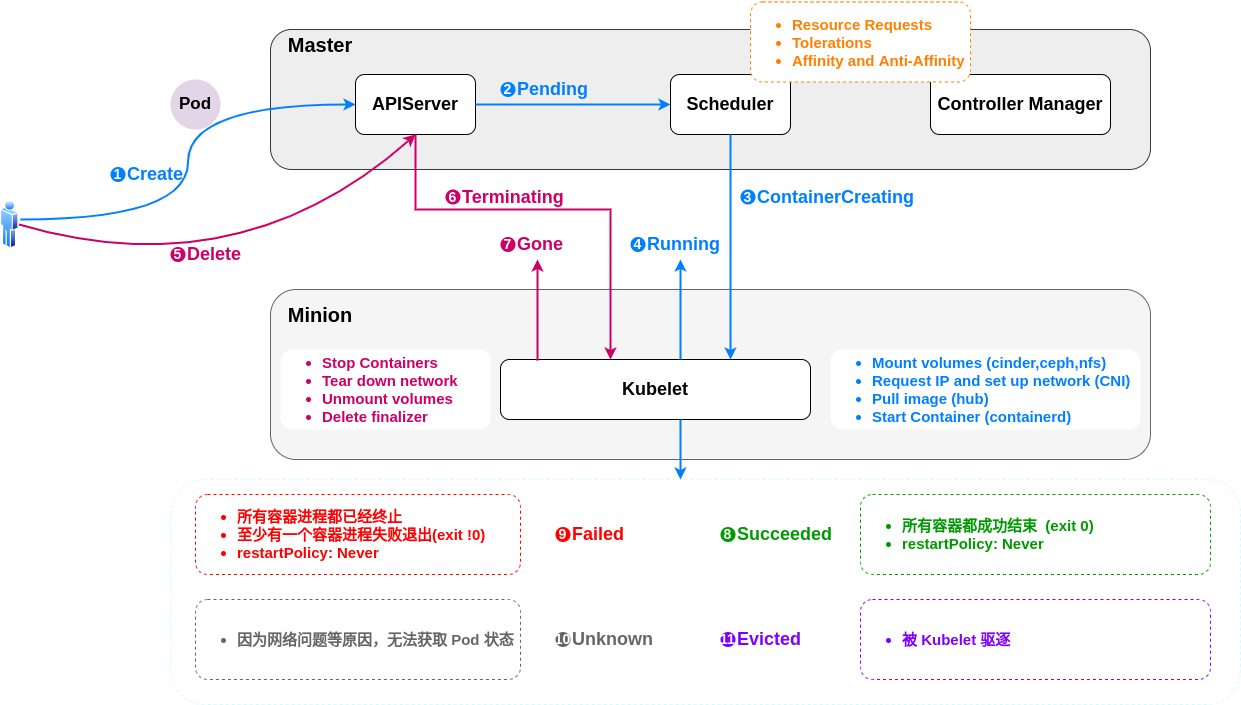 Resource Requests
Tolerations
Affinity and Anti-Affinity
Master
Pod
APIServer
❷Pending
Scheduler
Controller Manager
❶Create
❻Terminating
❸ContainerCreating
❺Delete
❼Gone
❹Running
Minion
Stop Containers
Tear down network
Unmount volumes
Delete finalizer
Kubelet
Mount volumes (cinder,ceph,nfs)
Request IP and set up network (CNI)
Pull image (hub)
Start Container (containerd)
所有容器进程都已经终止
至少有一个容器进程失败退出(exit !0)
restartPolicy: Never
❾Failed
❽Succeeded
所有容器都成功结束 (exit 0)
restartPolicy: Never
因为网络问题等原因，无法获取 Pod 状态
❿Unknown
⓫Evicted
被 Kubelet 驱逐